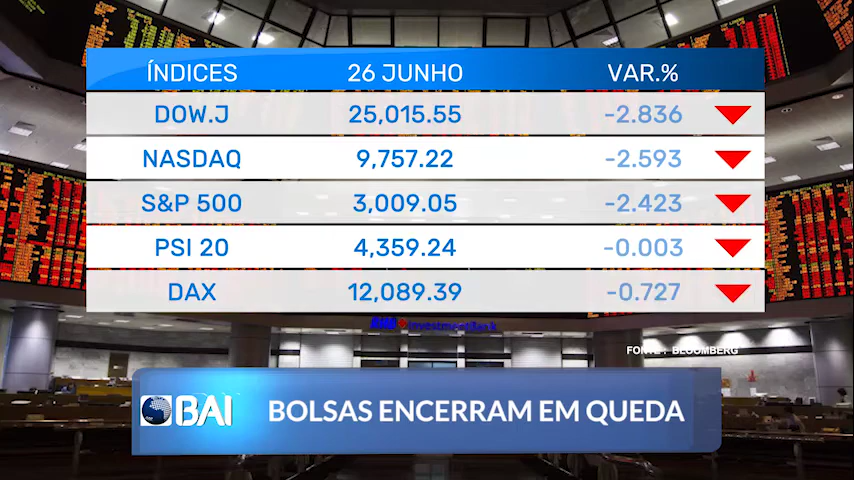 ÍNDICES 26 JUNHO VAR.%
DOW.J 25,015.55 -2.836
NASDAQ 9,757.22 -2.593
S&P 500 3,009.05 -2.423
PSI 20 4,359.24 -0.003
DAX 12,089.39 -0.727
InvestmentBank
FONTE: BLOOMBERG
BAI BOLSAS ENCERRAM EM QUEDA